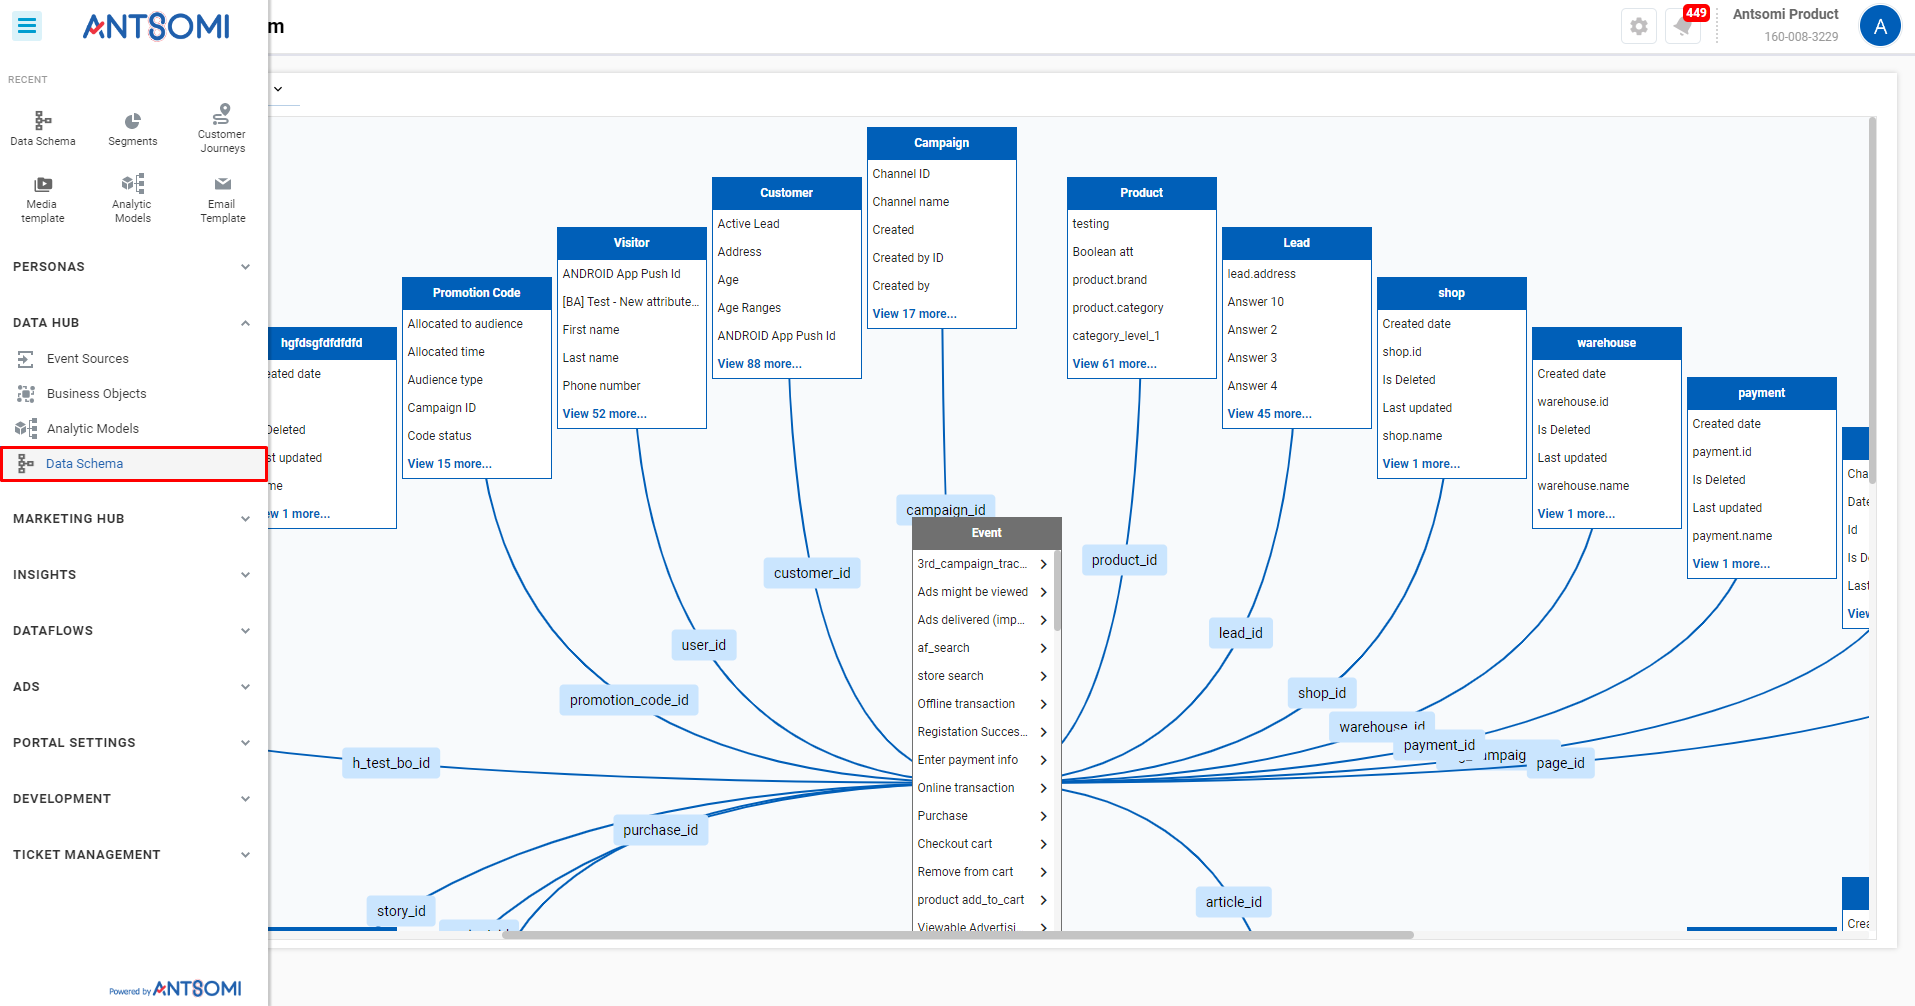 ANTSOMI
m
449
Antsomi Product
160-008-3229
A
RECENT
Data Schema
Segments
Customer
Journeys
Media
template
Analytic
Models
Email
Template
PERSONAS
DATA HUB
Event Sources
Business Objects
Analytic Models
Data Schema
MARKETING HUB
INSIGHTS
DATAFLOWS
ADS
PORTAL SETTINGS
DEVELOPMENT
TICKET MANAGEMENT
Powered by ANTSOMI
hgfdsgfdfdfdfd
ated date
Deleted
st updated
me
ew 1 more...
Promotion Code
Allocated to audience
Allocated time
Audience type
Campaign ID
Code status
View 15 more...
Visitor
ANDROID App Push Id
[BA] Test - New attribute...
First name
Last name
Phone number
View 52 more...
Customer
Active Lead
Address
Age
Age Ranges
ANDROID App Push Id
View 88 more...
Campaign
Channel ID
Channel name
Created
Created by ID
Created by
View 17 more...
Product
testing
Boolean att
product.brand
product.category
category_level_1
View 61 more...
Lead
lead.address
Answer 10
Answer 2
Answer 3
Answer 4
View 45 more...
shop
Created date
shop.id
Is Deleted
Last updated
shop.name
View 1 more...
warehouse
Created date
warehouse.id
Is Deleted
Last updated
warehouse.name
View 1 more...
payment
Created date
payment.id
Is Deleted
Last updated
payment.name
View 1 more...
Cha
Date
Id
Is De
Last
View
campaign_id
customer_id
user_id
promotion_code_id
h_test_bo_id
purchase_id
story_id
product_id
lead_id
shop_id
warehouse_id
payment_id
ampaig
page_id
article_id
Event
3rd_campaign_trac...
Ads might be viewed
Ads delivered (imp...
af_search
store search
Offline transaction
Registation Succes...
Enter payment info
Online transaction
Purchase
Checkout cart
Remove from cart
product add_to_cart
Viewable Advertisi
Crea